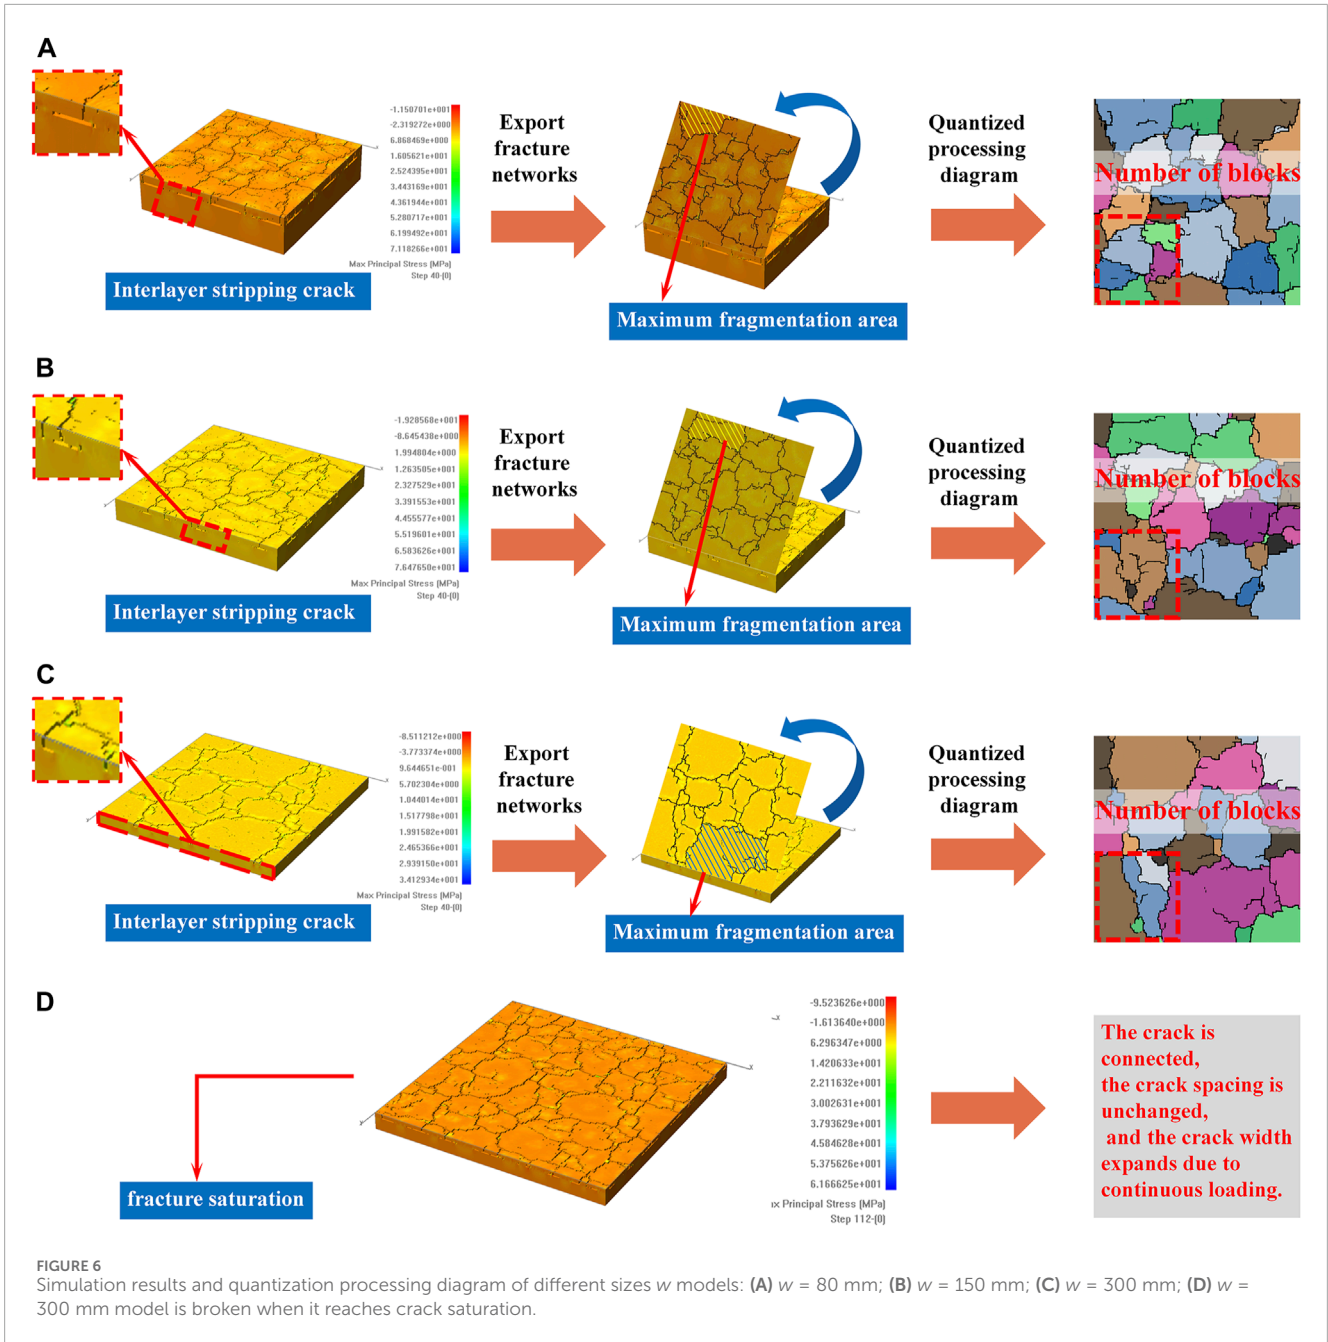 A
-1.150701e+001
-2.319272e+000
6.868469e+000
1.605621e+001
2.524395e+001
3.443169e+001
4.361944e+001
5.280717e+001
6.199492e+001
7.118266e+001
Max Principal Stress (MPa)
Step 40-(0)
Interlayer stripping crack
Export
fracture
networks
Maximum fragmentation area
Quantized
processing
diagram
Number of blocks
B
-1.928568e+001
-8.645438e+000
1.994804e+000
1.263505e+001
2.327529e+001
3.391553e+001
4.455577e+001
5.519601e+001
6.583626e+001
7.647650e+001
Max Principal Stress (MPa)
Step 40-(0)
Interlayer stripping crack
Export
fracture
networks
Maximum fragmentation area
Quantized
processing
diagram
Number of blocks
C
-8.511212e+000
-3.773374e+000
9.644651e-001
5.702304e+000
1.044014e+001
1.517798e+001
1.991582e+001
2.465366e+001
2.939150e+001
3.412934e+001
Max Principal Stress (MPa)
Step 40-(0)
Interlayer stripping crack
Export
fracture
networks
Maximum fragmentation area
Quantized
processing
diagram
Number of blocks
D
fracture saturation
-9.523626e+000
-1.613640e+000
6.296347e+000
1.420633e+001
2.211632e+001
3.002631e+001
3.793629e+001
4.584628e+001
5.375626e+001
6.166625e+001
ıx Principal Stress (MPa)
Step 112-(0)
The crack is
connected,
the crack spacing is
unchanged,
and the crack width
expands due to
continuous loading.
FIGURE 6
Simulation results and quantization processing diagram of different sizes w models: (A) w = 80 mm; (B) w = 150 mm; (C) w = 300 mm; (D) w =
300 mm model is broken when it reaches crack saturation.